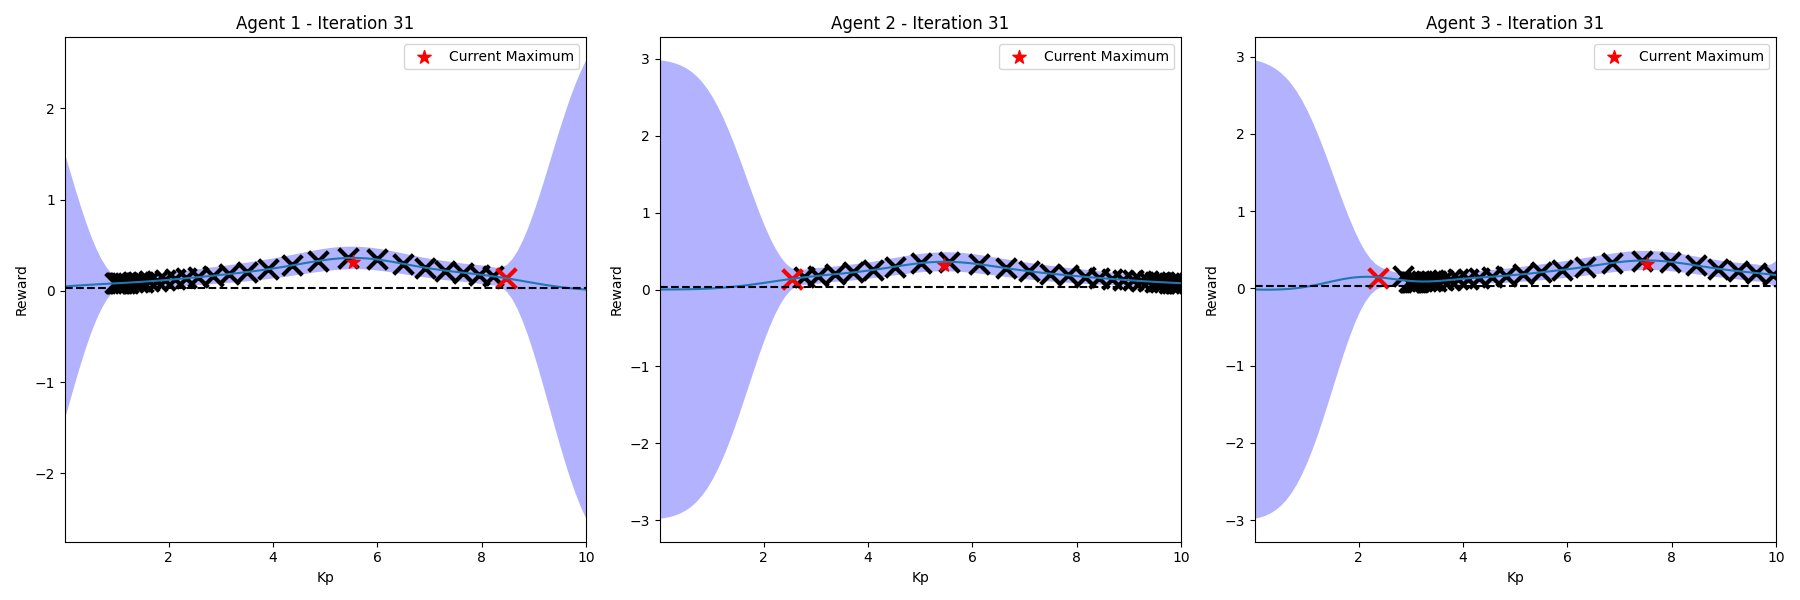 Agent 1 - Iteration 31
Current Maximum
Reward
2
1
0
−1
−2
2
4
6
8
10
Kp
Agent 2 - Iteration 31
Current Maximum
Reward
3
2
1
0
−1
−2
−3
2
4
6
8
10
Kp
Agent 3 - Iteration 31
Current Maximum
Reward
3
2
1
0
−1
−2
−3
2
4
6
8
10
Kp